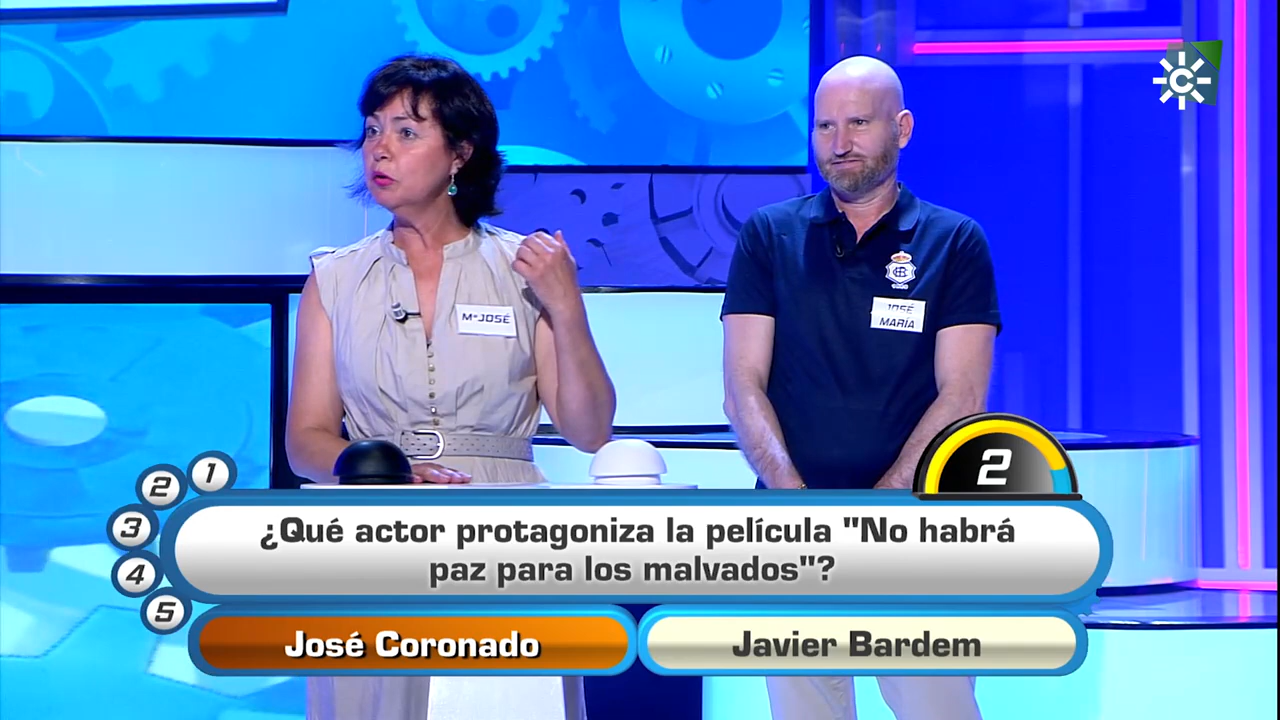 C
Mª JOSÉ
JOSÉ
MARÍA
2
1
2
3
4
5
¿Qué actor protagoniza la película "No habrá
paz para los malvados"?
José Coronado
Javier Bardem